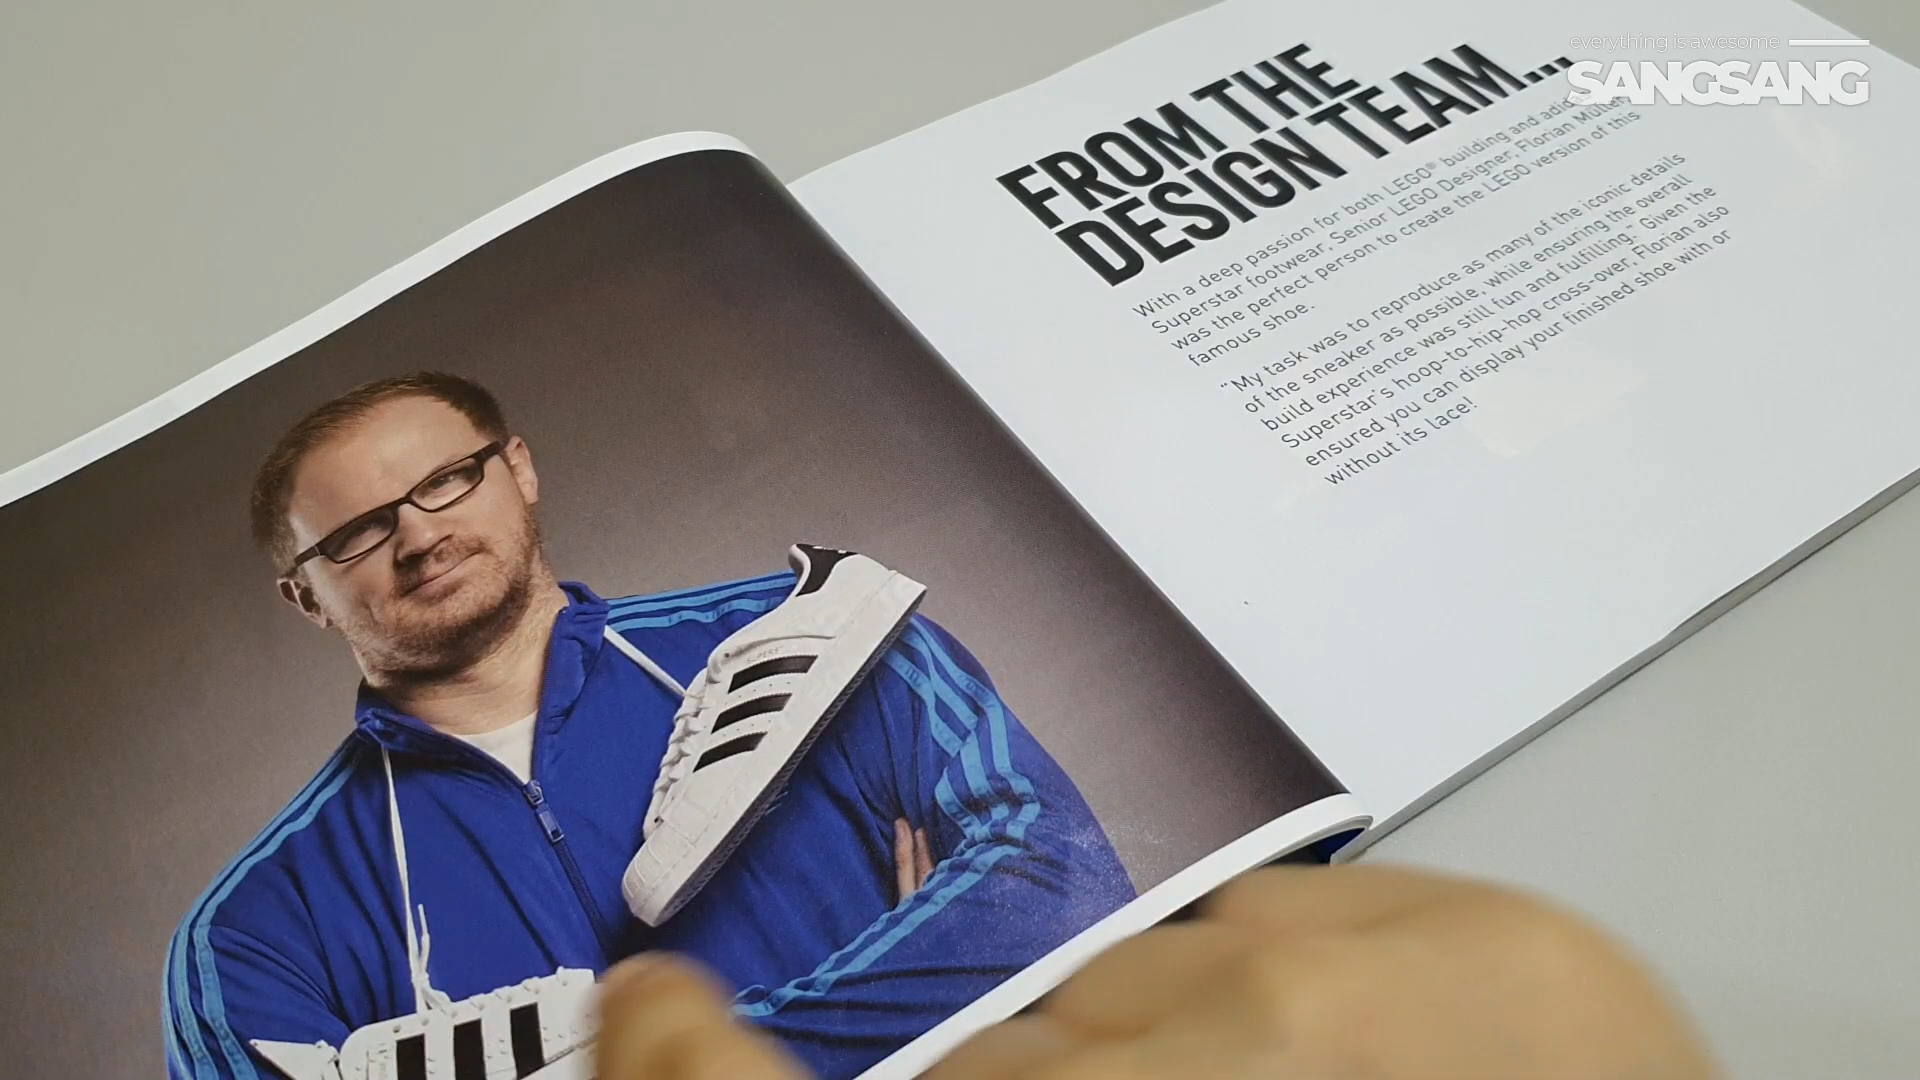 everything is awesome
SANGSANG
FROM THE
DESIGN TEAM...
With a deep passion for both LEGO® building and
Superstar footwear, Senior LEGO Designer, Florian Müller,
was the perfect person to create the LEGO version of this
famous shoe.
“My task was to reproduce as many of the iconic details
of the sneaker as possible, while ensuring the overall
build experience was still fun and fulfilling.” Given the
Superstar's hoop-to-hip-hop cross-over, Florian also
ensured you can display your finished shoe with or
without its lace!